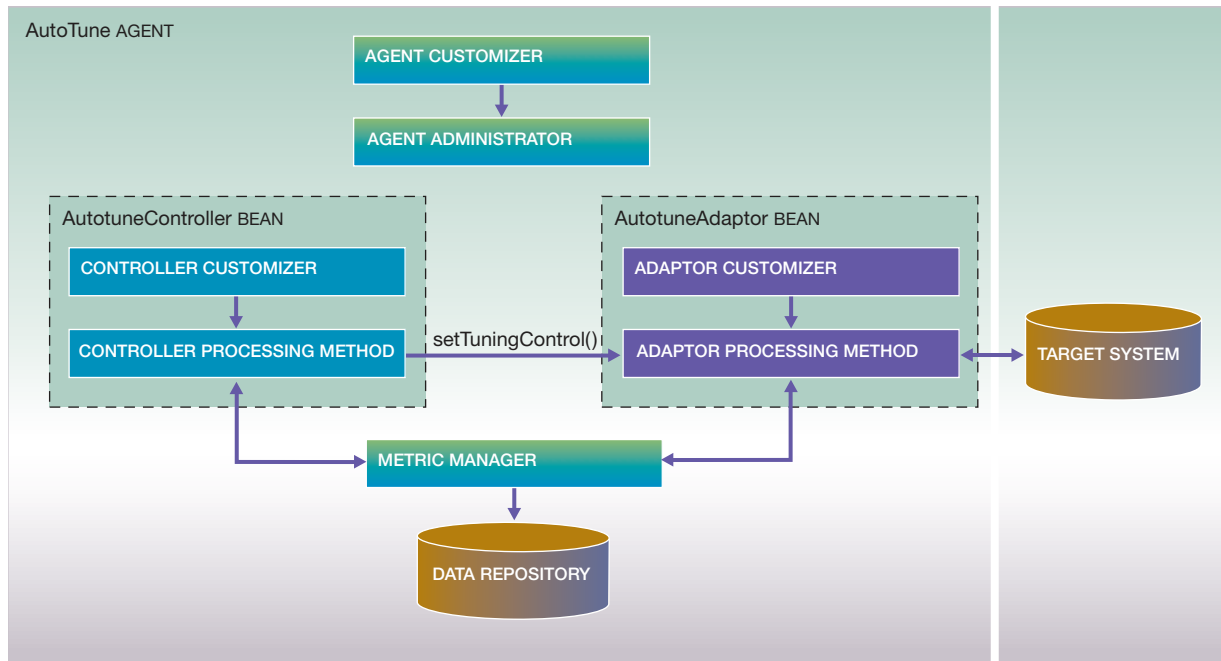 AutoTune AGENT
AGENT CUSTOMIZER
AGENT ADMINISTRATOR
AutotuneController BEAN
CONTROLLER CUSTOMIZER
CONTROLLER PROCESSING METHOD
setTuningControl()
AutotuneAdaptor BEAN
ADAPTOR CUSTOMIZER
ADAPTOR PROCESSING METHOD
TARGET SYSTEM
METRIC MANAGER
DATA REPOSITORY